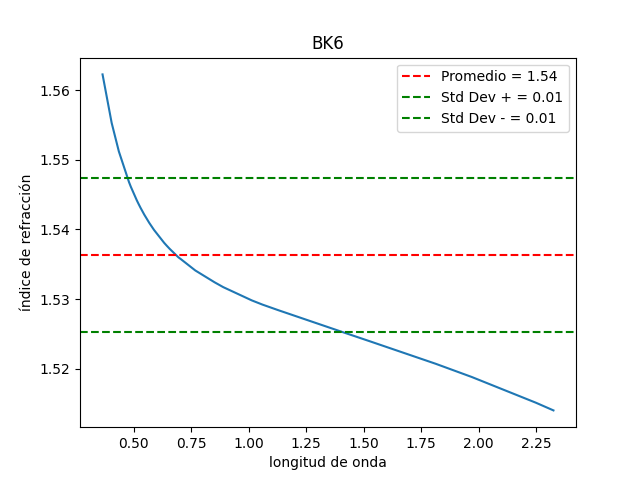 BK6
Promedio = 1.54
Std Dev + = 0.01
Std Dev - = 0.01
índice de refracción
1.56
1.55
1.54
1.53
1.52
0.50 0.75 1.00 1.25 1.50 1.75 2.00 2.25
longitud de onda